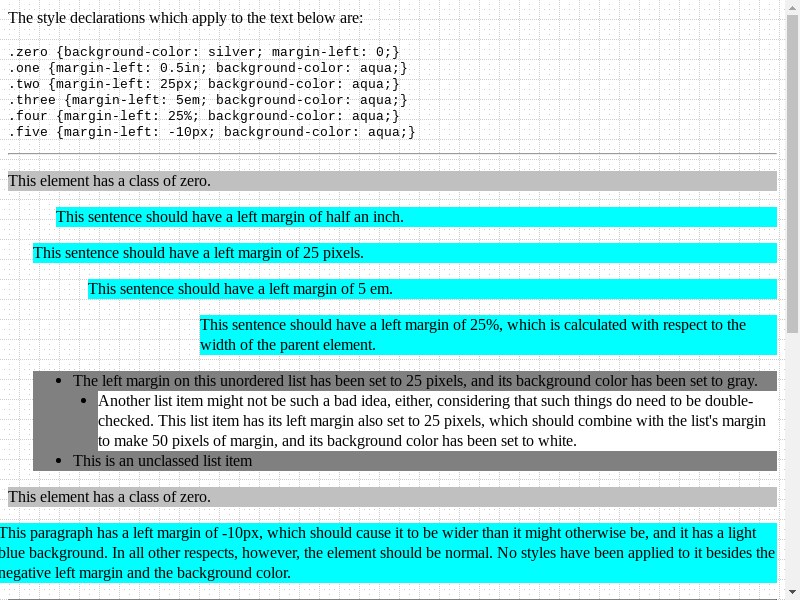 The style declarations which apply to the text below are:
.zero {background-color: silver; margin-left: 0;}
.one {margin-left: 0.5in; background-color: aqua;}
.two {margin-left: 25px; background-color: aqua;}
.three {margin-left: 5em; background-color: aqua;}
.four {margin-left: 25%; background-color: aqua;}
.five {margin-left: -10px; background-color: aqua;}
This element has a class of zero.
This sentence should have a left margin of half an inch.
This sentence should have a left margin of 25 pixels.
This sentence should have a left margin of 5 em.
This sentence should have a left margin of 25%, which is calculated with respect to the
width of the parent element.
The left margin on this unordered list has been set to 25 pixels, and its background color has been set to gray.
Another list item might not be such a bad idea, either, considering that such things do need to be double-
checked. This list item has its left margin also set to 25 pixels, which should combine with the list's margin
to make 50 pixels of margin, and its background color has been set to white.
This is an unclassed list item
This element has a class of zero.
This paragraph has a left margin of -10px, which should cause it to be wider than it might otherwise be, and it has a light
blue background. In all other respects, however, the element should be normal. No styles have been applied to it besides the
negative left margin and the background color.